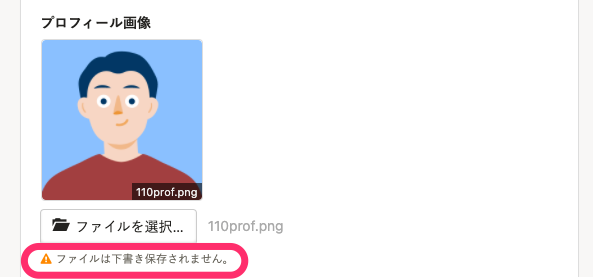 プロフィール画像
110prof.png
ファイルを選択... 110prof.png
ファイルは下書き保存されません。